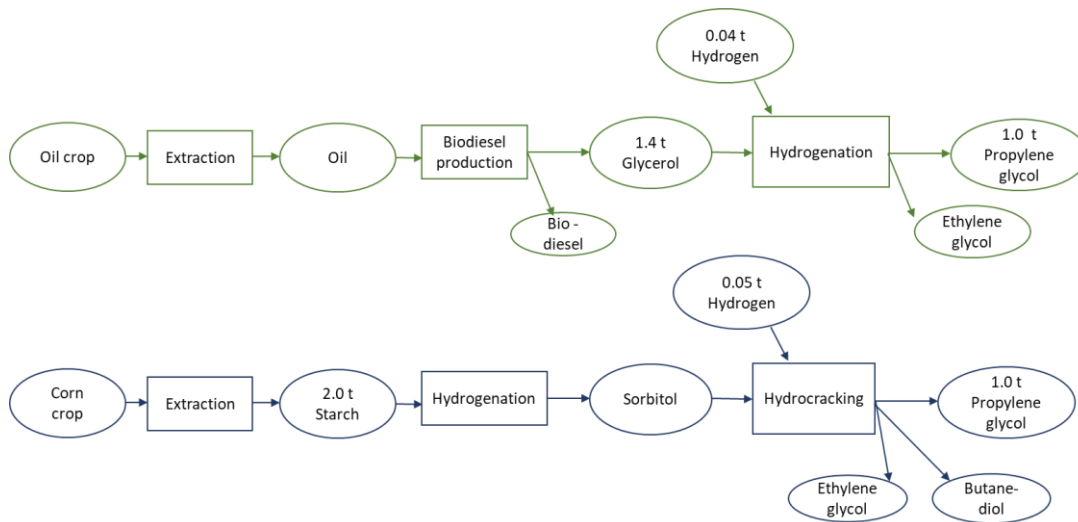 0.04 t
Hydrogen
Oil crop
Extraction
Oil
Biodiesel
production
1.4 t
Glycerol
Hydrogenation
1.0 t
Propylene
glycol
Bio -
diesel
Ethylene
glycol
0.05 t
Hydrogen
Corn
crop
Extraction
2.0 t
Starch
Hydrogenation
Sorbitol
Hydrocracking
1.0 t
Propylene
glycol
Ethylene
glycol
Butane-
diol